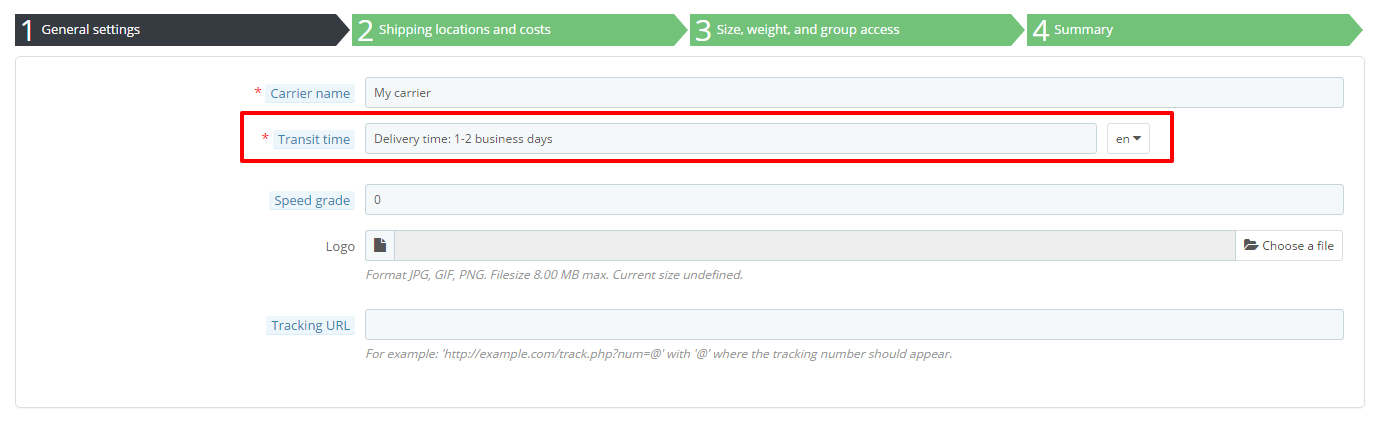 1 General settings
2 Shipping locations and costs
3 Size, weight, and group access
4 Summary
* Carrier name My carrier
* Transit time Delivery time: 1-2 business days en
Speed grade 0
Logo Choose a file
Format JPG, GIF, PNG. Filesize 8.00 MB max. Current size undefined.
Tracking URL
For example: 'http://example.com/track.php?num=@' with '@' where the tracking number should appear.